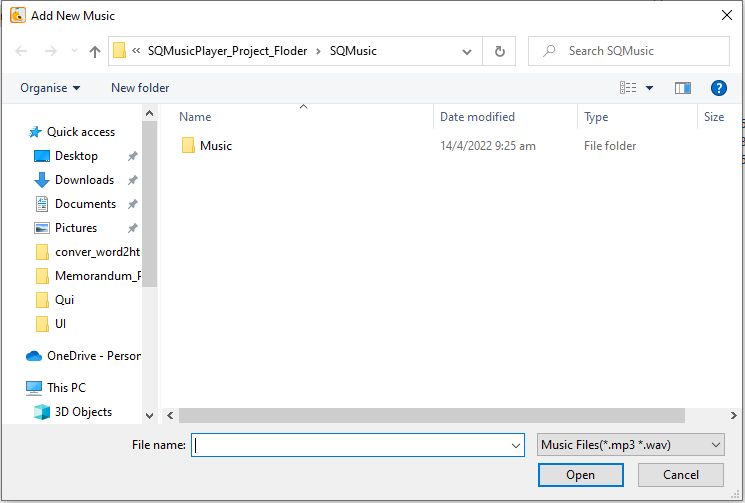 Add New Music
« SQMusicPlayer_Project_Floder › SQMusic
Search SQMusic
Organise
New folder
Name
Date modified
Type
Size
Quick access
Desktop
Downloads
Documents
Pictures
conver_word2ht
Memorandum_F
Qui
UI
OneDrive - Person
This PC
3D Objects
Music
14/4/2022 9:25 am
File folder
File name:
Music Files(*.mp3 *.wav)
Open
Cancel